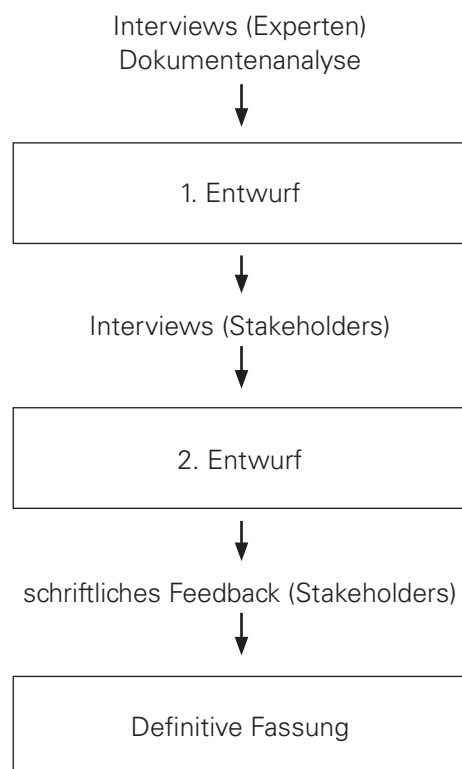 Interviews (Experten)
Dokumentenanalyse
1. Entwurf
Interviews (Stakeholders)
2. Entwurf
schriftliches Feedback (Stakeholders)
Definitive Fassung